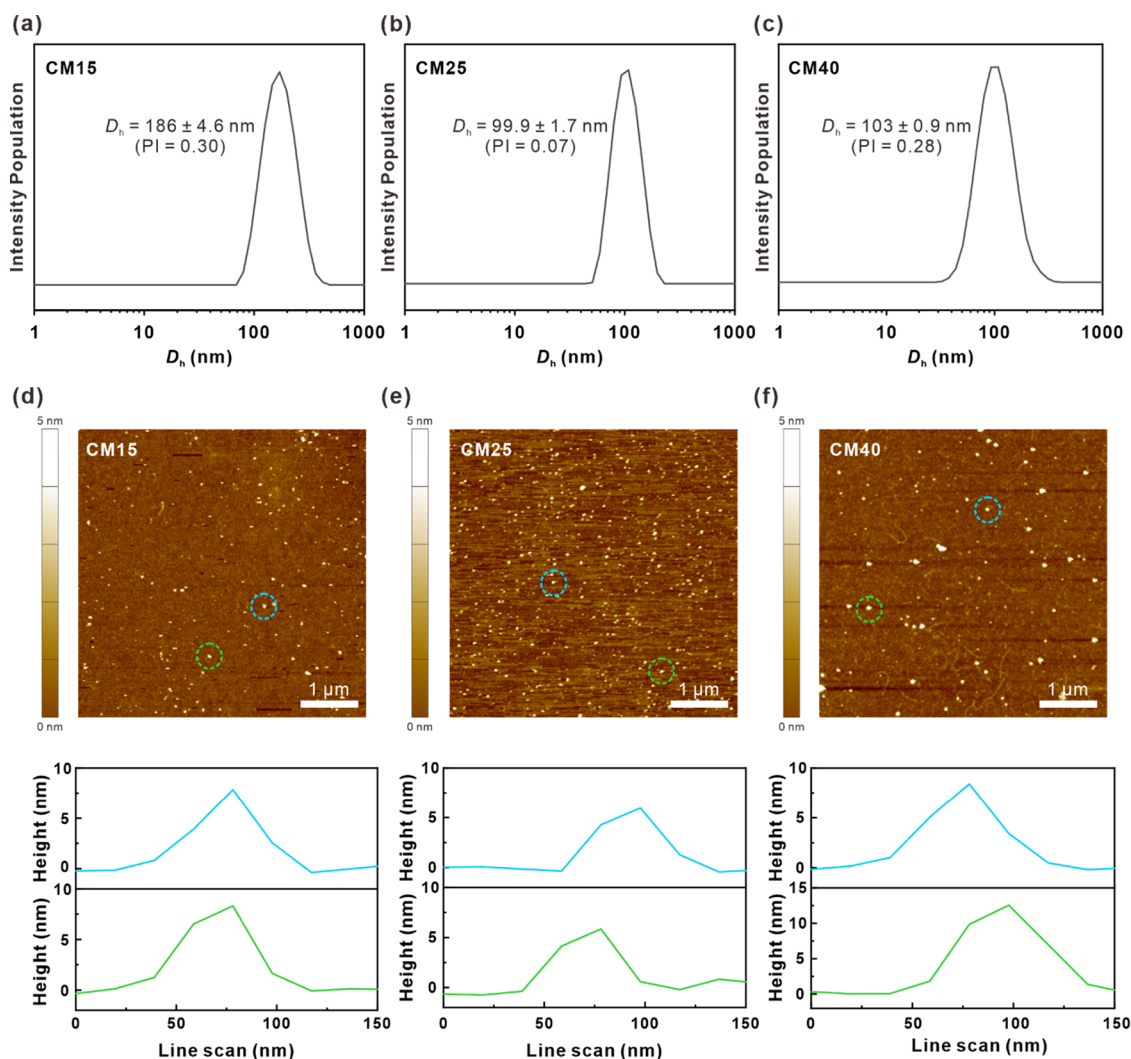 (a)
(b)
(c)
CM15
CM25
CM40
Dh = 186 ± 4.6 nm
(PI = 0.30)
Dh = 99.9 ± 1.7 nm
(PI = 0.07)
Dh = 103 ± 0.9 nm
(PI = 0.28)
Intensity Population
Intensity Population
Intensity Population
1 10 100 1000
1 10 100 1000
1 10 100 1000
Dh (nm)
Dh (nm)
Dh (nm)
(d)
(e)
(f)
5 nm
5 nm
5 nm
CM15
CM25
CM40
1 µm
1 µm
1 µm
0 nm
0 nm
0 nm
10
5
0
Height (nm)
10
5
0
Height (nm)
10
5
0
Height (nm)
10
5
0
Height (nm)
10
5
0
Height (nm)
15
10
5
0
Height (nm)
0 50 100 150
0 50 100 150
0 50 100 150
Line scan (nm)
Line scan (nm)
Line scan (nm)